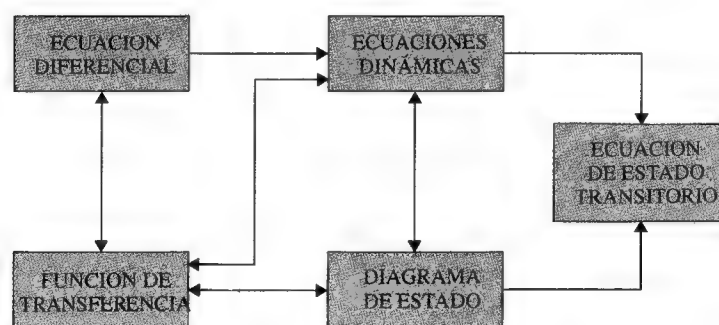 ECUACION
DIFERENCIAL
ECUACIONES
DINÁMICAS
ECUACION
DE ESTADO
TRANSITORIO
FUNCION DE
TRANSFERENCIA
DIAGRAMA
DE ESTADO